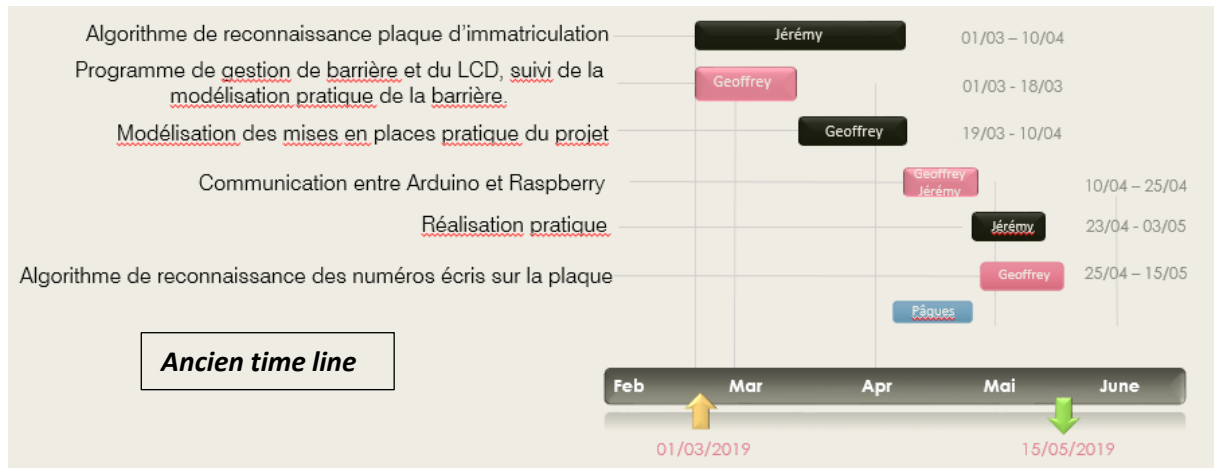 Algorithme de reconnaissance plaque d'immatriculation
Jérémy
01/03 – 10/04
Programme de gestion de barrière et du LCD, suivi de la
modélisation pratique de la barrière.
Geoffrey
01/03 - 18/03
Modélisation des mises en places pratique du projet
Geoffrey
19/03 - 10/04
Communication entre Arduino et Raspberry
Geoffrey
Jérémy
10/04 – 25/04
Réalisation pratique
Jérémy
23/04 - 03/05
Algorithme de reconnaissance des numéros écris sur la plaque
Geoffrey
25/04 – 15/05
Pâques
Ancien time line
Feb Mar Apr Mai June
01/03/2019 15/05/2019